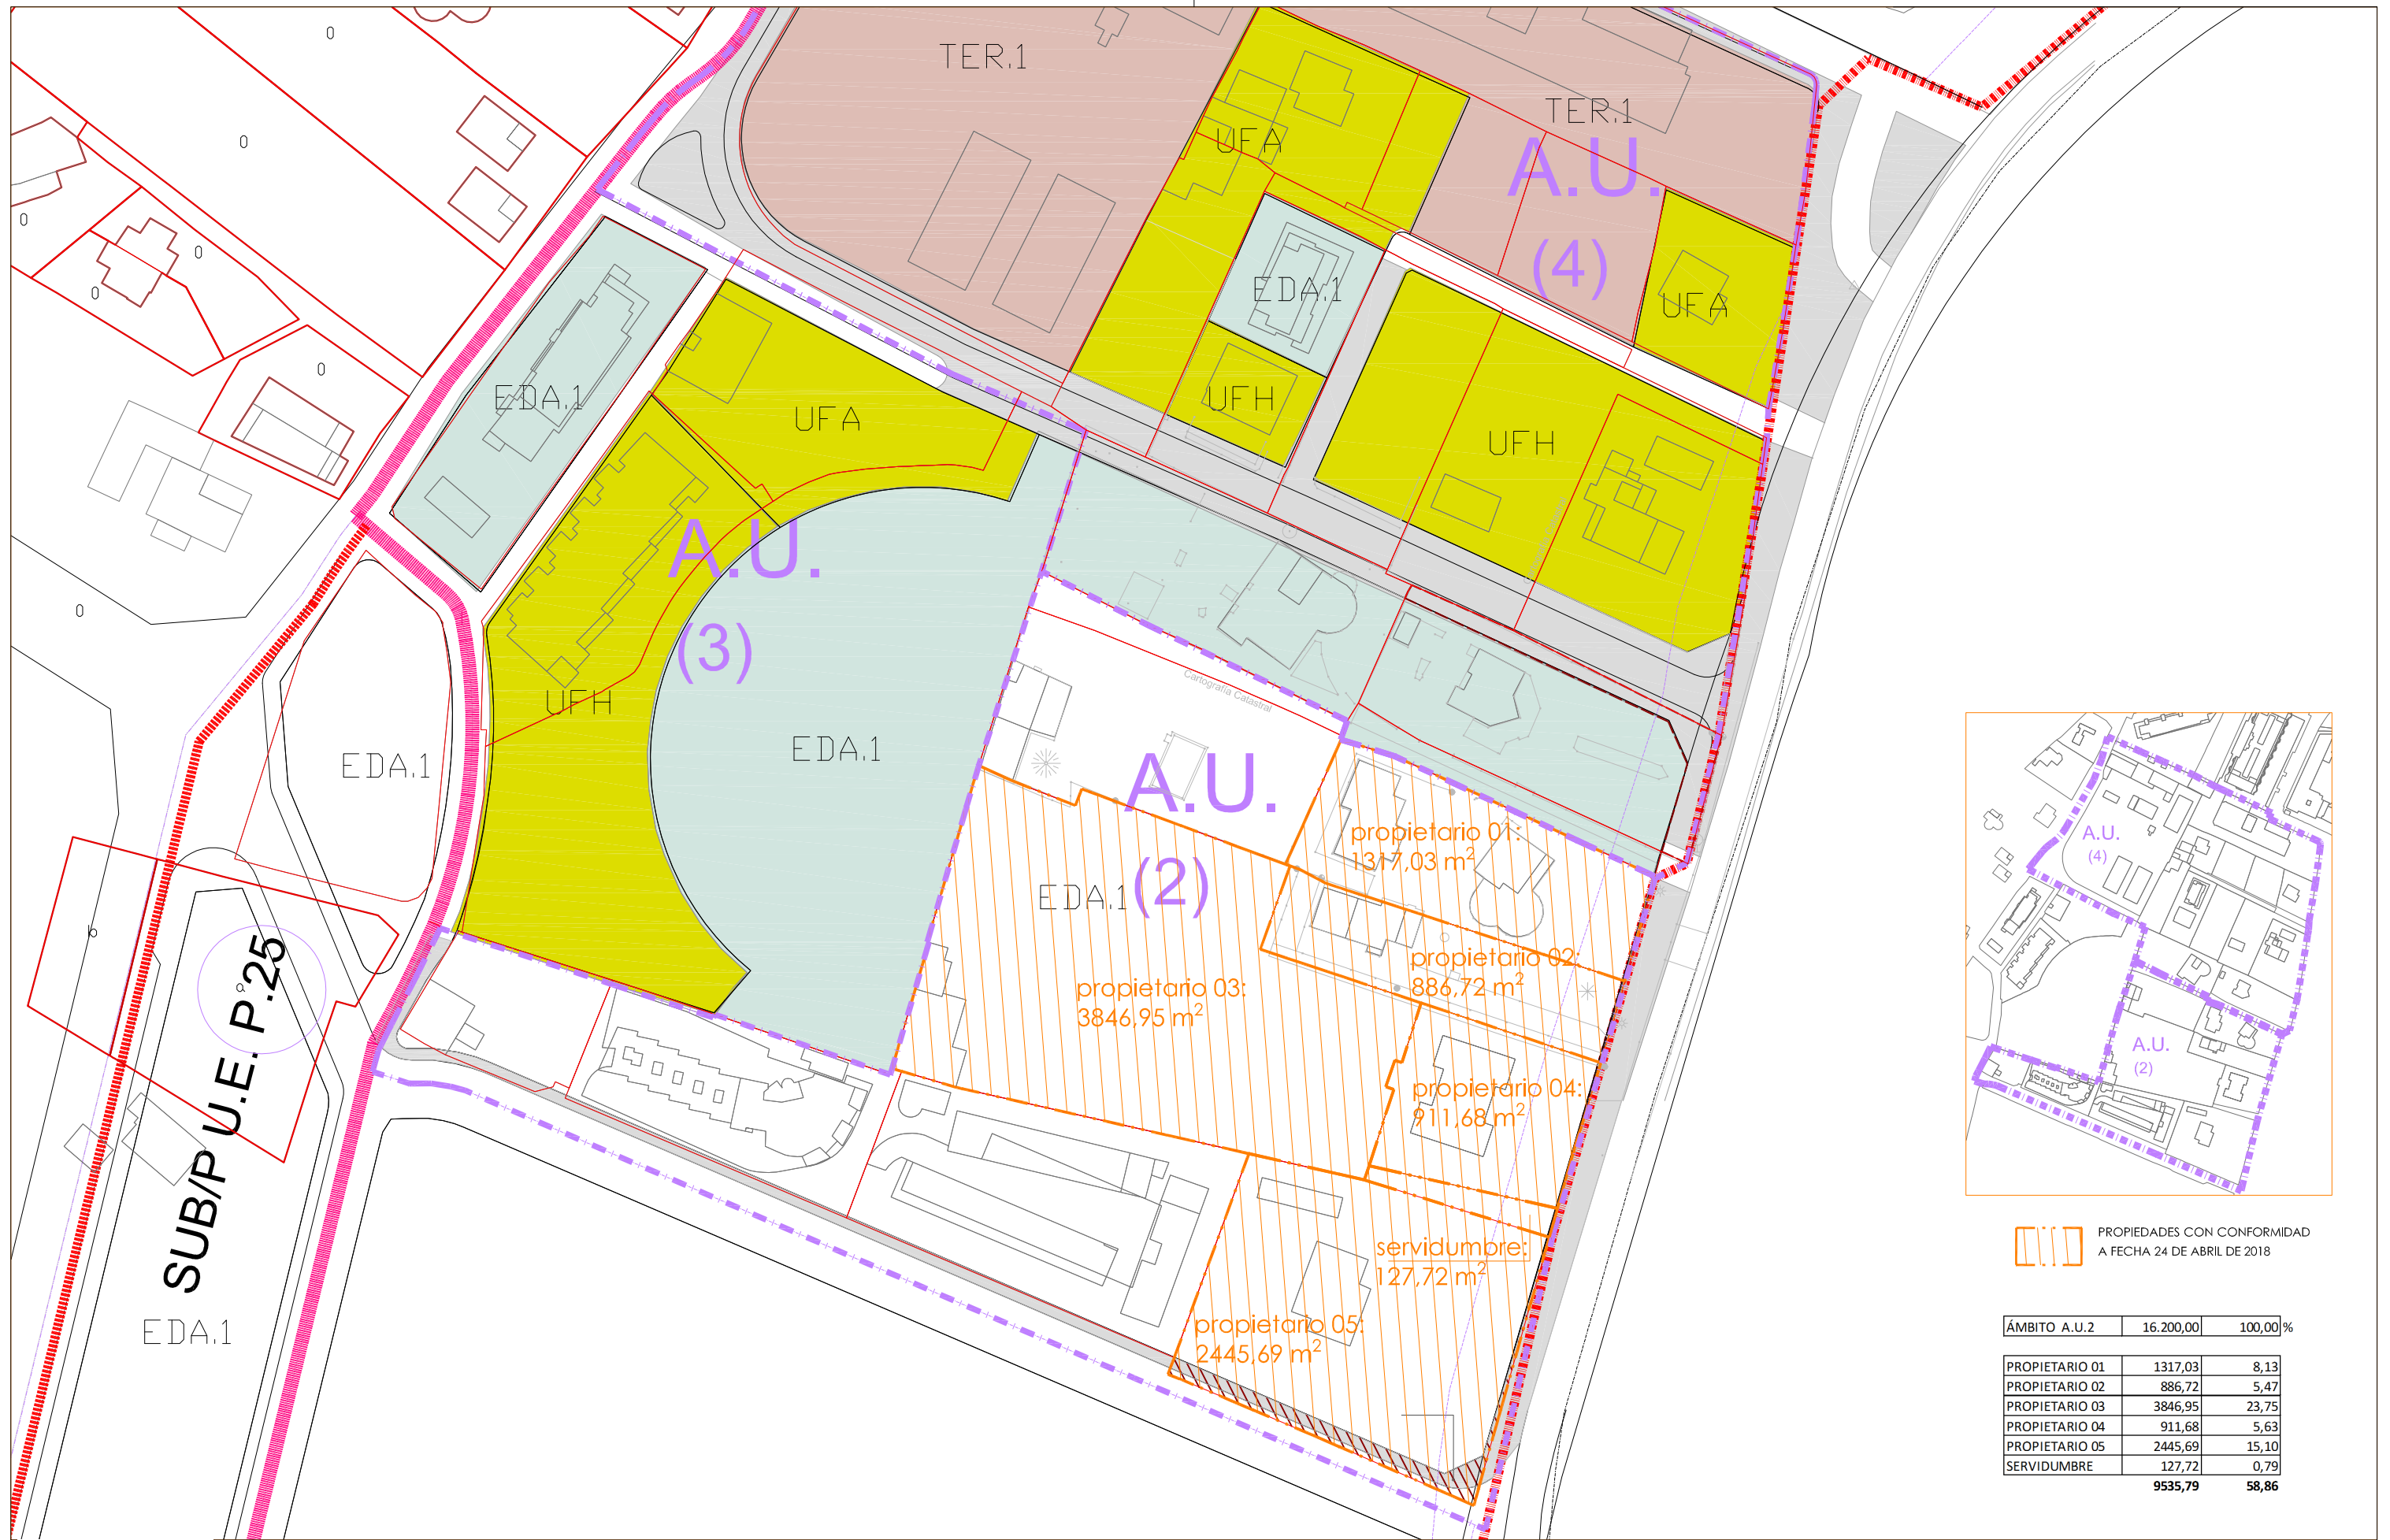 TER.1
TER.1
UFA
A.U.
(4)
EDA.1
UFA
UFH
EDA.1
UFA
UFH
A.U.
(3)
UFH
EDA.1
EDA.1
Cartografía Catastral
A.U.
(2)
EDA.1
propietario 01:
1317,03 m²
propietario 02:
886,72 m²
propietario 03:
3846,95 m²
propietario 04:
911,68 m²
servidumbre:
127,72 m²
propietario 05:
2445,69 m²
0
0
0
0
0
0
0
b
a
SUB/P U.E. P.25
EDA.1
A.U.
(4)
A.U.
(2)
PROPIEDADES CON CONFORMIDAD
A FECHA 24 DE ABRIL DE 2018
ÁMBITO A.U.2 16.200,00 100,00 %
PROPIETARIO 01 1317,03 8,13
PROPIETARIO 02 886,72 5,47
PROPIETARIO 03 3846,95 23,75
PROPIETARIO 04 911,68 5,63
PROPIETARIO 05 2445,69 15,10
SERVIDUMBRE 127,72 0,79
9535,79 58,86